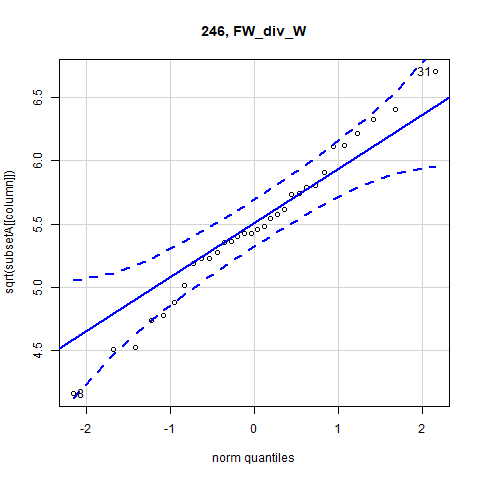 246, FW_div_W
31
6.5
6.0
5.5
5.0
4.5
sqrt(subsetA[[column]])
-2 -1 0 1 2
norm quantiles